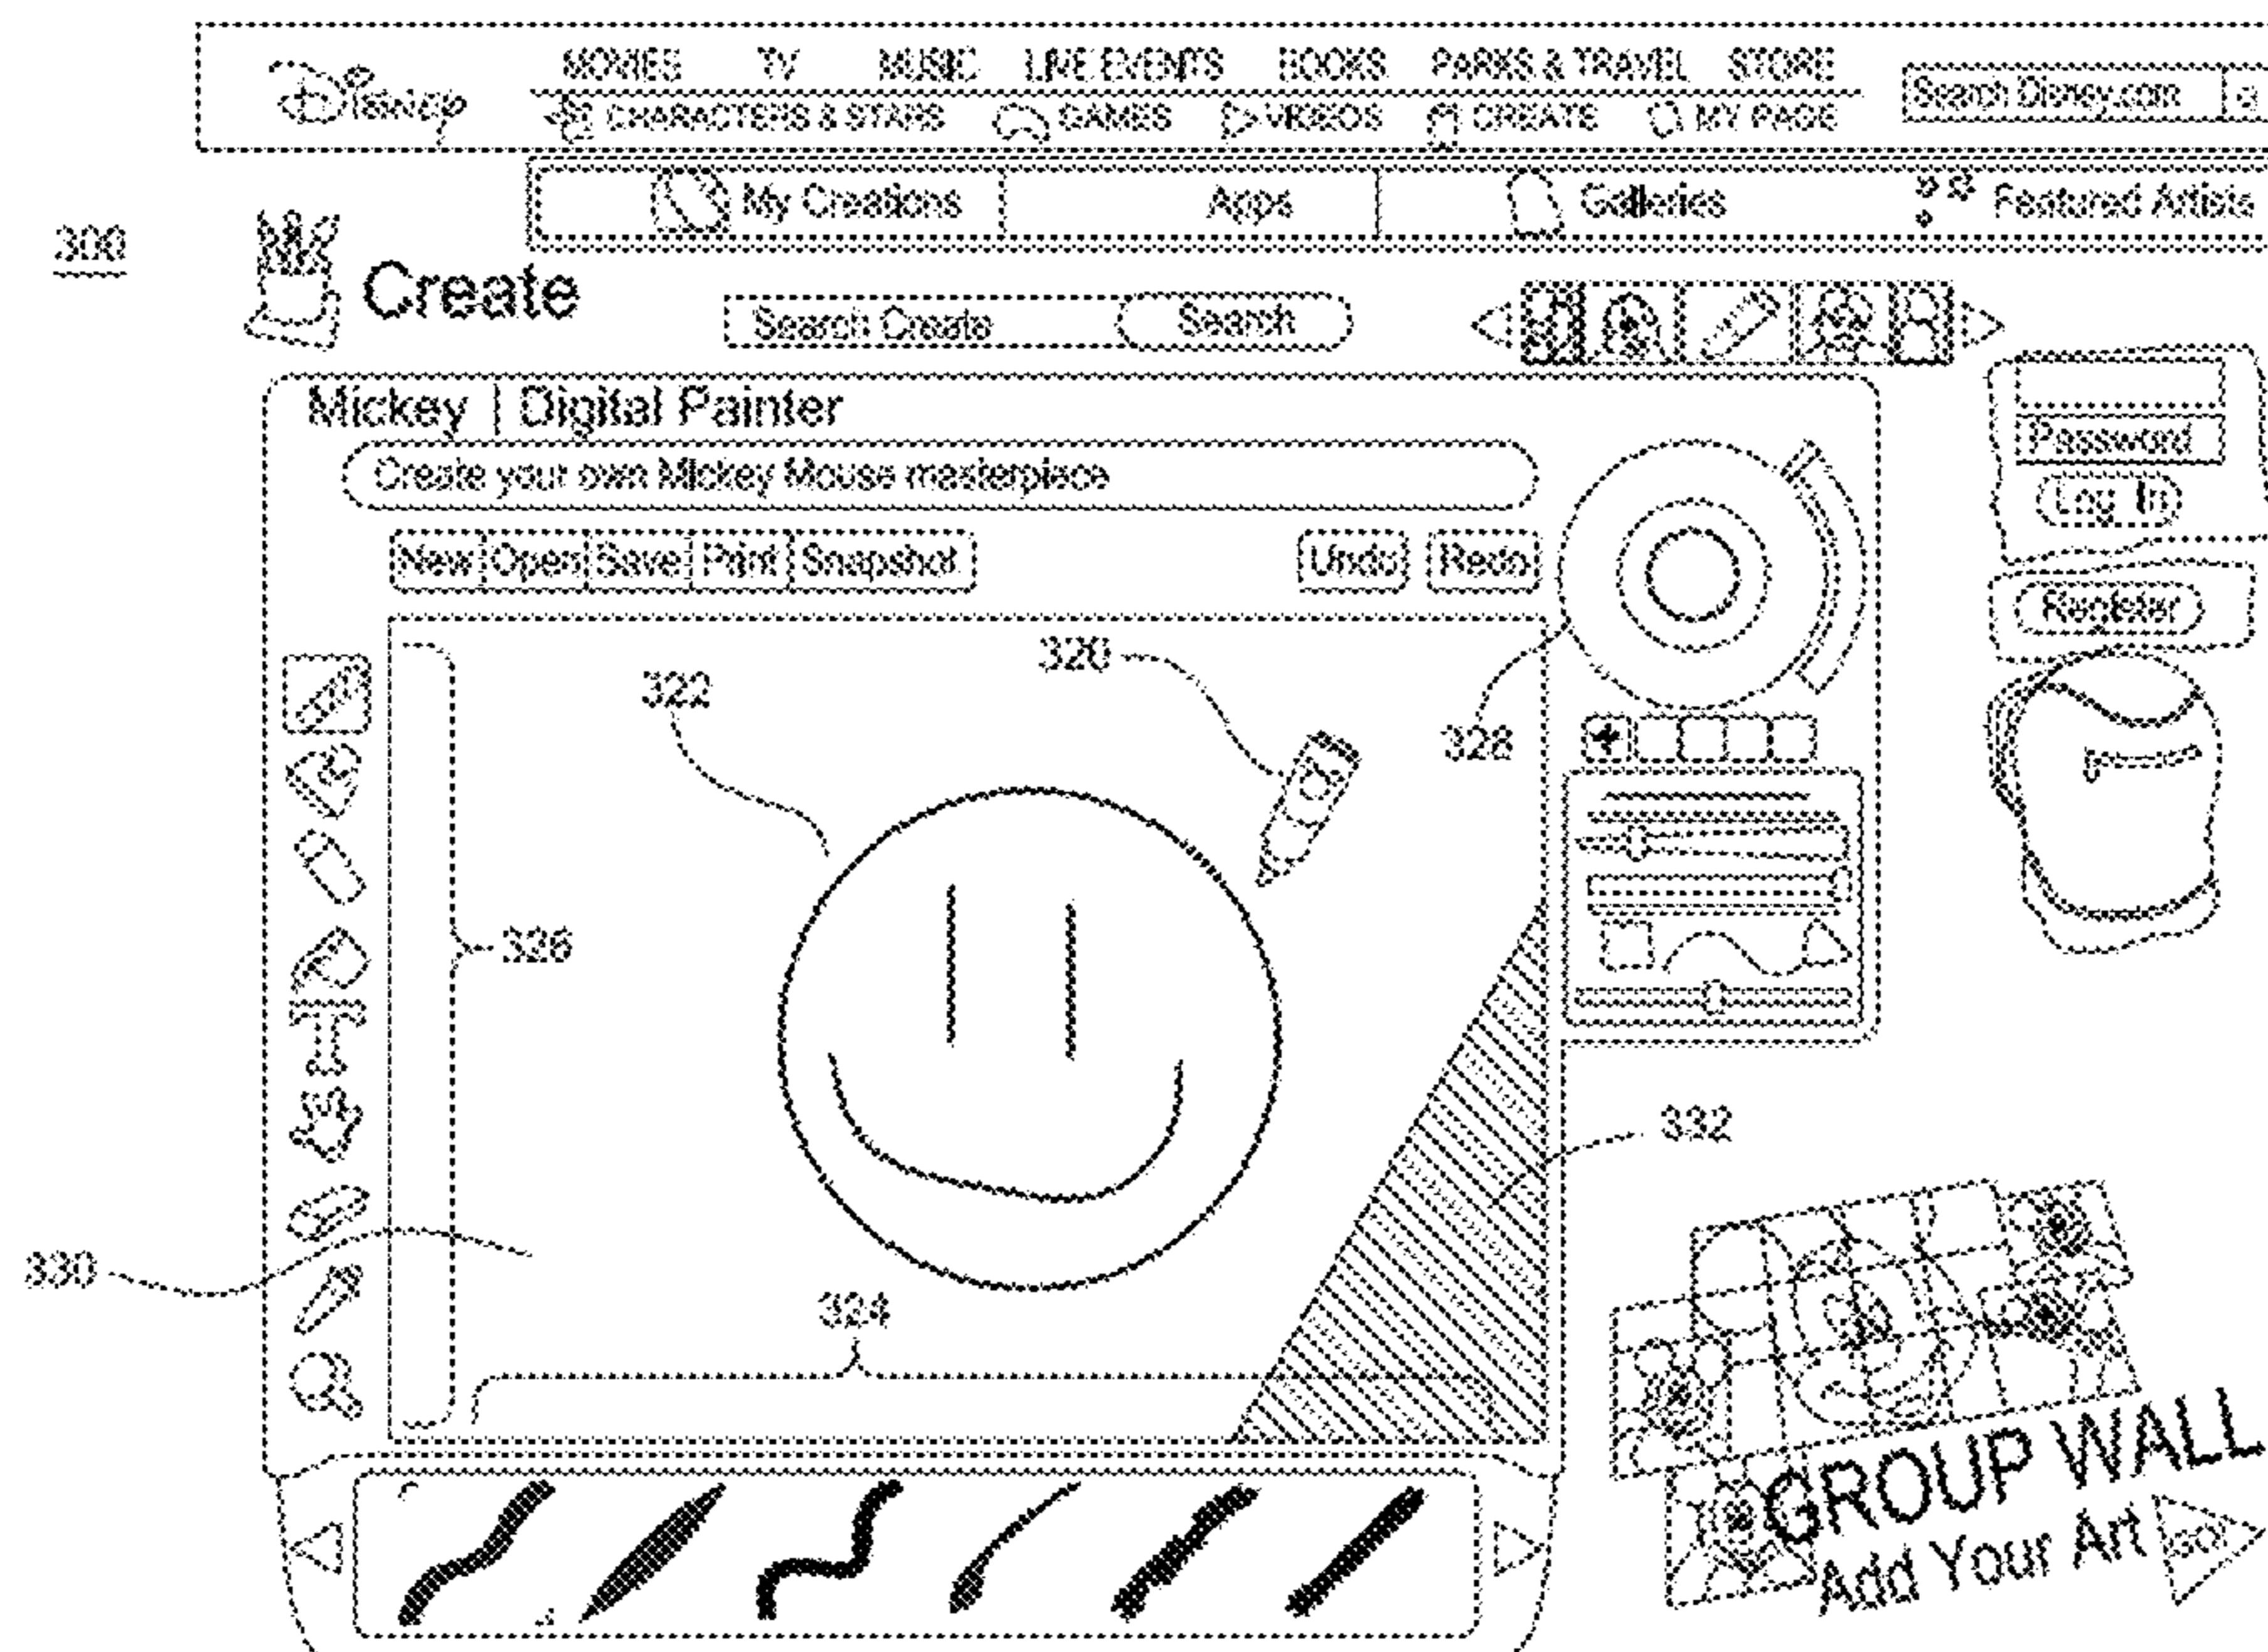 Disney
MOVIES TV MUSIC LIVE EVENTS BOOKS PARKS & TRAVEL STORE
CHARACTERS & STARS GAMES VIDEOS CREATE MY PAGE
Search Disney.com
My Creations Apps Galleries Featured Artists
300
Create
Search Create Search
Mickey | Digital Painter
Create your own Mickey Mouse masterpiece
Password
Log In
New Open Save Print Snapshot Undo Redo
Register
320
322
328
1
326
332
330
324
GROUP WALL
Add Your Art GO!